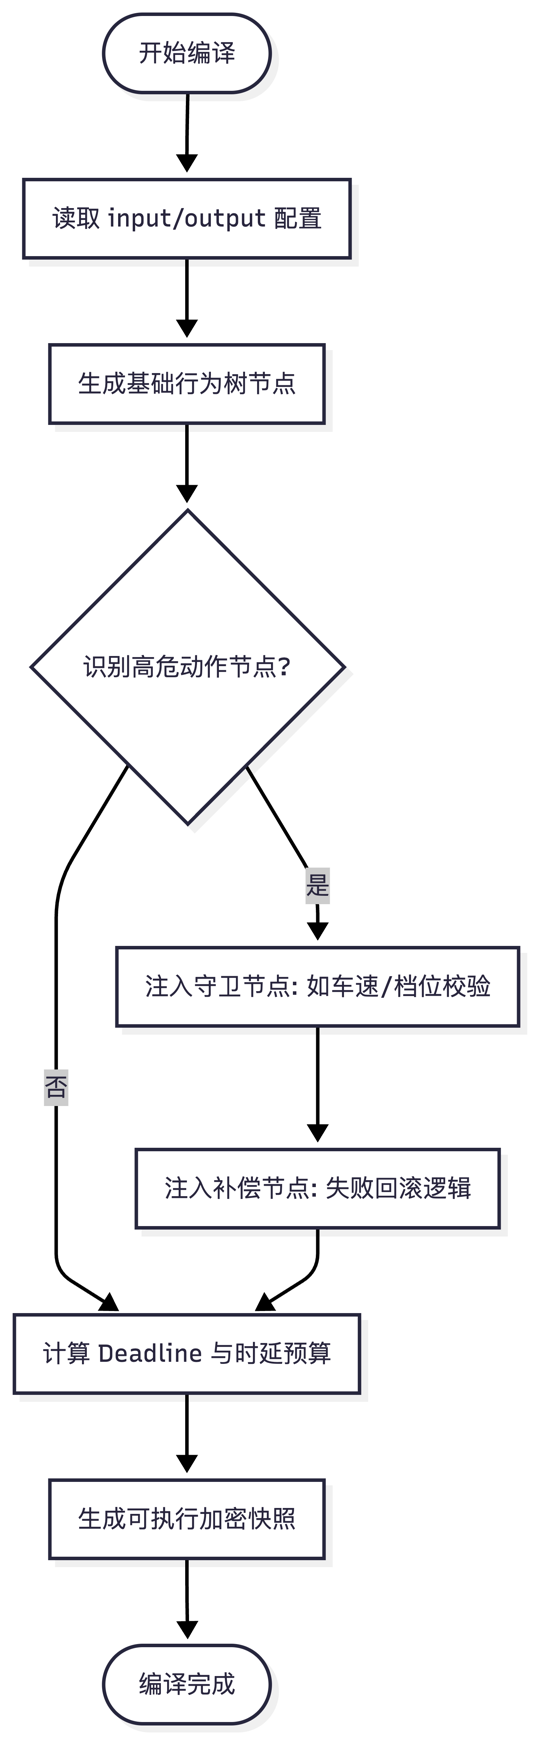 开始编译
读取 input/output 配置
生成基础行为树节点
识别高危动作节点?
是
注入守卫节点: 如车速/档位校验
否
注入补偿节点: 失败回滚逻辑
计算 Deadline 与时延预算
生成可执行加密快照
编译完成